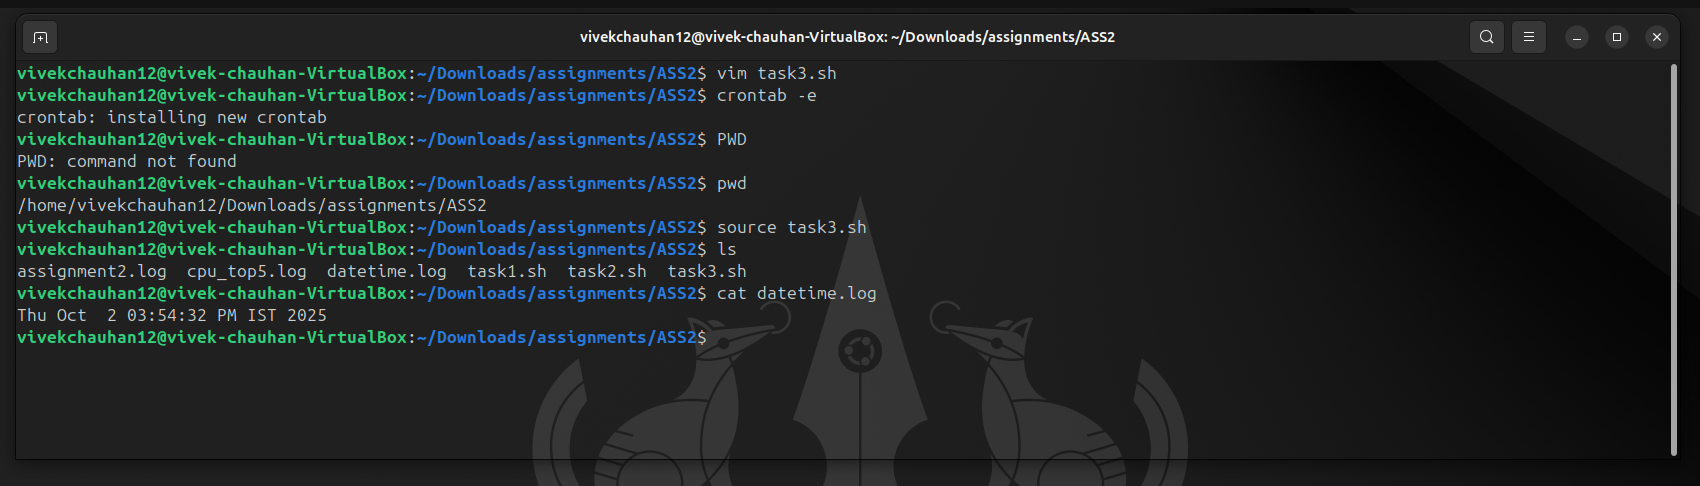 vivekchauhan12@vivek-chauhan-VirtualBox: ~/Downloads/assignments/ASS2
vivekchauhan12@vivek-chauhan-VirtualBox:~/Downloads/assignments/ASS2$ vim task3.sh
vivekchauhan12@vivek-chauhan-VirtualBox:~/Downloads/assignments/ASS2$ crontab -e
crontab: installing new crontab
vivekchauhan12@vivek-chauhan-VirtualBox:~/Downloads/assignments/ASS2$ PWD
PWD: command not found
vivekchauhan12@vivek-chauhan-VirtualBox:~/Downloads/assignments/ASS2$ pwd
/home/vivekchauhan12/Downloads/assignments/ASS2
vivekchauhan12@vivek-chauhan-VirtualBox:~/Downloads/assignments/ASS2$ source task3.sh
vivekchauhan12@vivek-chauhan-VirtualBox:~/Downloads/assignments/ASS2$ ls
assignment2.log  cpu_top5.log  datetime.log  task1.sh  task2.sh  task3.sh
vivekchauhan12@vivek-chauhan-VirtualBox:~/Downloads/assignments/ASS2$ cat datetime.log
Thu Oct  2 03:54:32 PM IST 2025
vivekchauhan12@vivek-chauhan-VirtualBox:~/Downloads/assignments/ASS2$